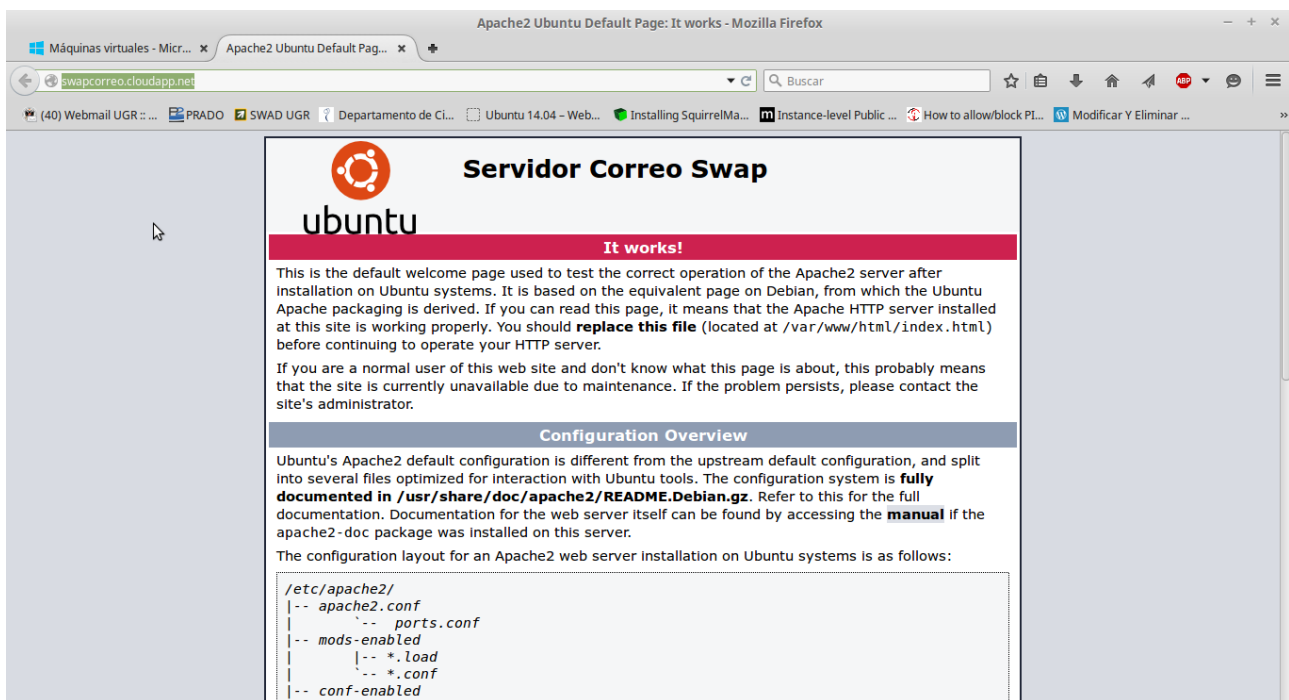 Apache2 Ubuntu Default Page: It works - Mozilla Firefox
Máquinas virtuales - Micr... Apache2 Ubuntu Default Pag...
swapcorreo.cloudapp.net Buscar ABP
(40) Webmail UGR :: ... PRADO SWAD UGR Departamento de Ci... Ubuntu 14.04 – Web... Installing SquirrelMa... Instance-level Public ... How to allow/block PI... Modificar Y Eliminar ... »
ubuntu
Servidor Correo Swap
It works!
This is the default welcome page used to test the correct operation of the Apache2 server after
installation on Ubuntu systems. It is based on the equivalent page on Debian, from which the Ubuntu
Apache packaging is derived. If you can read this page, it means that the Apache HTTP server installed
at this site is working properly. You should replace this file (located at /var/www/html/index.html)
before continuing to operate your HTTP server.
If you are a normal user of this web site and don't know what this page is about, this probably means
that the site is currently unavailable due to maintenance. If the problem persists, please contact the
site's administrator.
Configuration Overview
Ubuntu's Apache2 default configuration is different from the upstream default configuration, and split
into several files optimized for interaction with Ubuntu tools. The configuration system is fully
documented in /usr/share/doc/apache2/README.Debian.gz. Refer to this for the full
documentation. Documentation for the web server itself can be found by accessing the manual if the
apache2-doc package was installed on this server.
The configuration layout for an Apache2 web server installation on Ubuntu systems is as follows:
/etc/apache2/
|-- apache2.conf
|       `--  ports.conf
|-- mods-enabled
|       |-- *.load
|       `-- *.conf
|-- conf-enabled